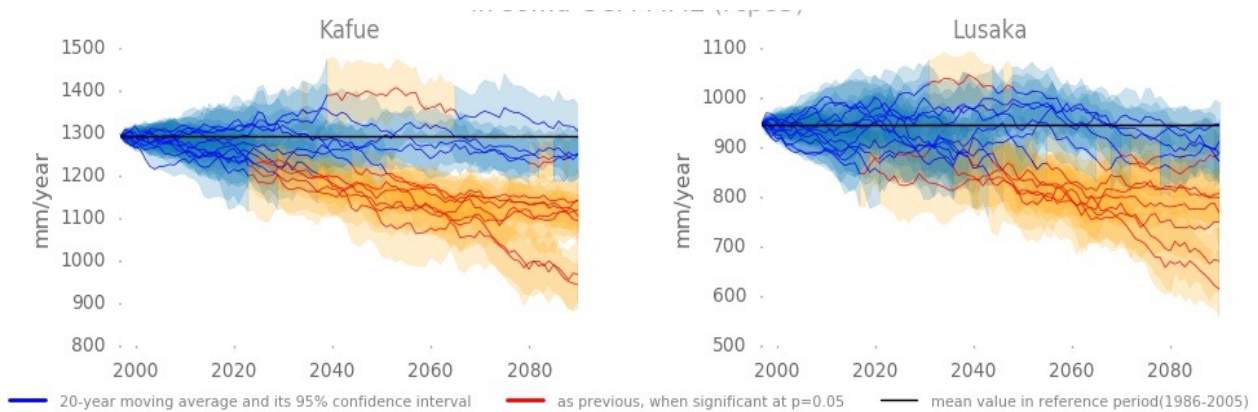 Kafue
Lusaka
1500
1400
1300
1200
1100
1000
900
800
mm/year
2000 2020 2040 2060 2080
1100
1000
900
800
700
600
500
mm/year
2000 2020 2040 2060 2080
20-year moving average and its 95% confidence interval
as previous, when significant at p=0.05
mean value in reference period(1986-2005)